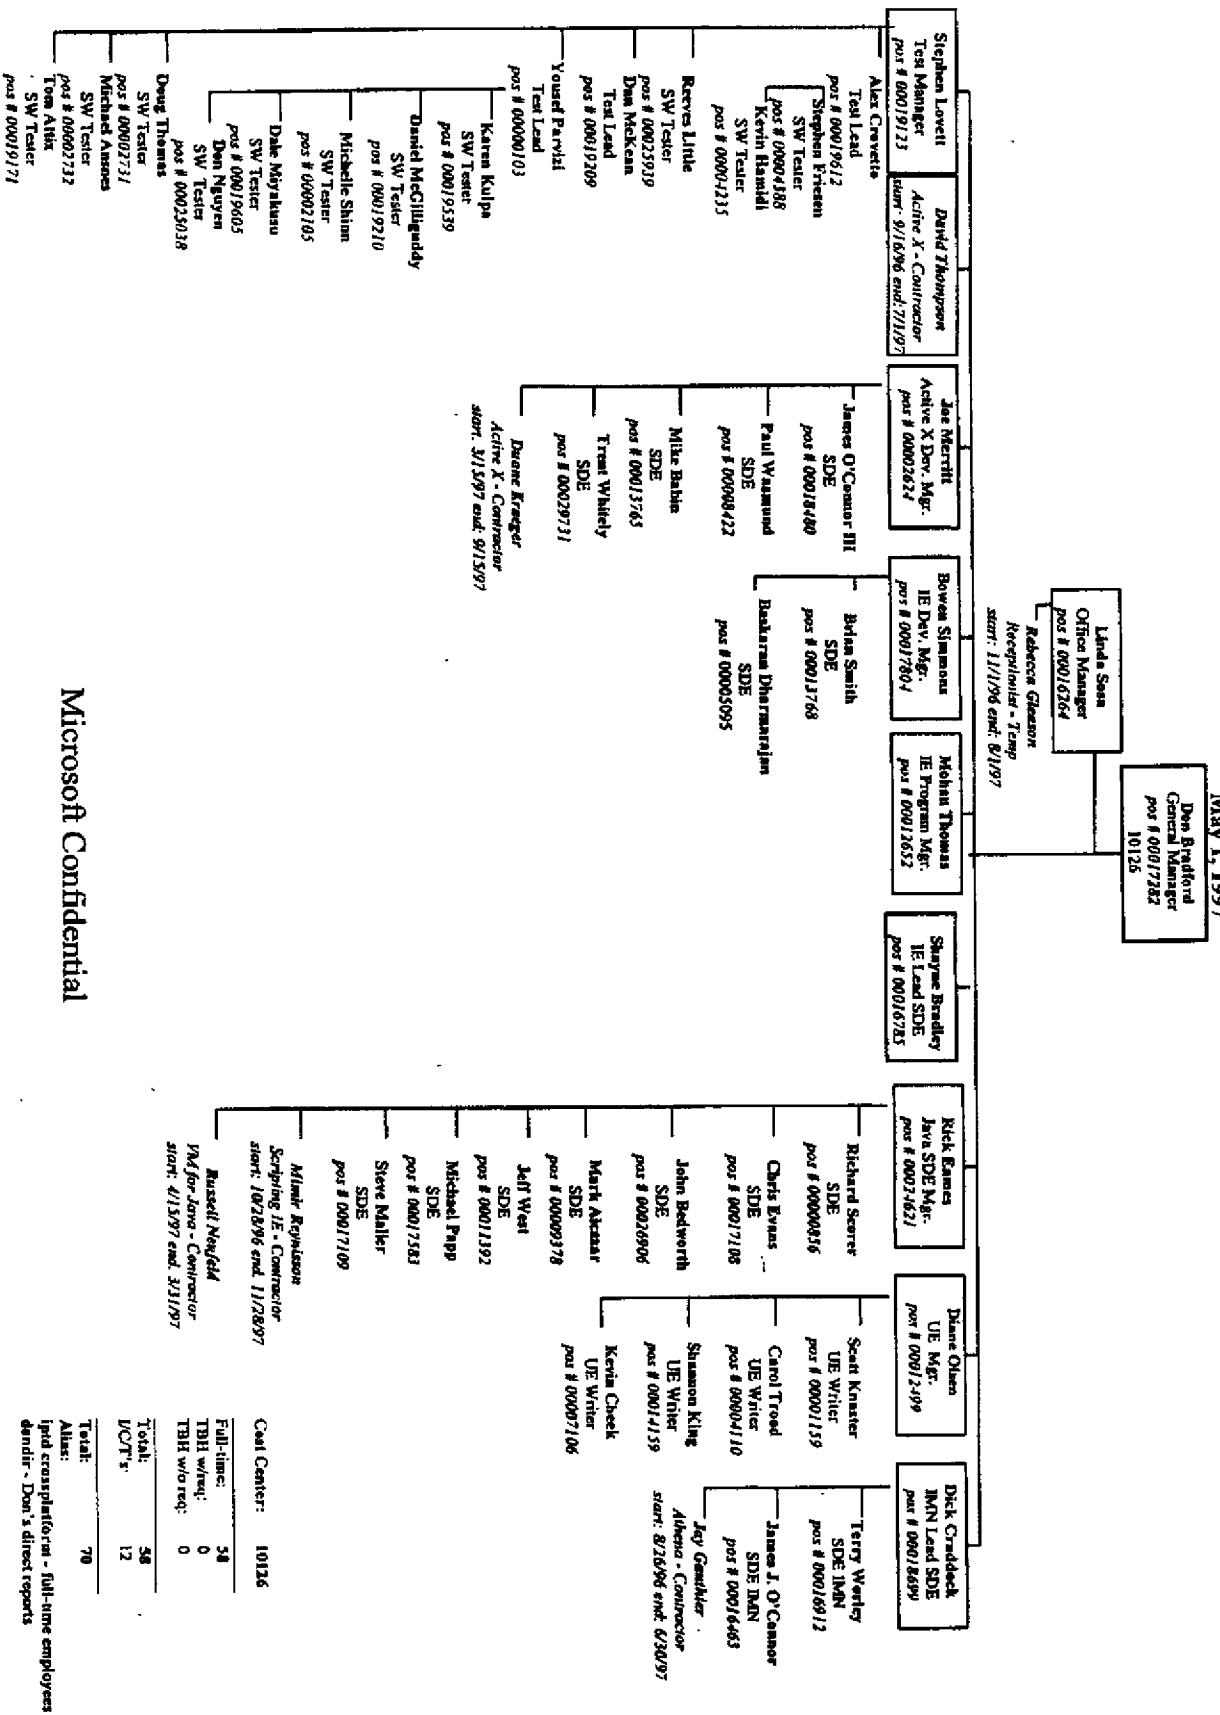 May 1, 1997
Don Bradford
General Manager
pos # 00017282
10126
Linda Sosa
Office Manager
pos # 00016264
Rebecca Gleason
Receptionist - Temp
start: 11/1/96 end: 8/1/97
Stephen Lovett
Test Manager
pos # 00019213
Alex Crevetto
Test Lead
pos # 00019612
Stephen Friesen
SW Tester
pos # 00004388
Kevin Hamidi
SW Tester
pos # 00004235
Reeves Little
SW Tester
pos # 00025939
Dan McKean
Test Lead
pos # 00019209
Yousef Parvizi
Test Lead
pos # 00000103
Karen Kulpa
SW Tester
pos # 00019539
Daniel McGilliguddy
SW Tester
pos # 00019210
Michelle Shinn
SW Tester
pos # 00002105
Dale Miyakusu
SW Tester
pos # 00019605
Don Nguyen
SW Tester
pos # 00025038
Doug Thomas
SW Tester
pos # 00002731
Michael Annes
SW Tester
pos # 00002732
Tom Attix
SW Tester
pos # 00019171
David Thompson
Active X - Contractor
start: 9/16/96 end: 7/1/97
Joe Merritt
Active X Dev. Mgr.
pos # 00002624
James O'Connor III
SDE
pos # 00018480
Paul Waamund
SDE
pos # 00008422
Mike Babin
SDE
pos # 00013765
Trent Whitely
SDE
pos # 00029731
Duane Krueger
Active X - Contractor
start: 3/15/97 end: 9/15/97
Bowen Simmons
IE Dev. Mgr.
pos # 00017804
Brian Smith
SDE
pos # 00013768
Baskaran Dharmarajan
SDE
pos # 00005095
Mohan Thomas
IE Program Mgr.
pos # 00012652
Shayne Bradley
IE Lead SDE
pos # 00016785
Rick Eames
Java SDE Mgr.
pos # 00024621
Richard Scorer
SDE
pos # 00000856
Chris Evans
SDE
pos # 00017108
John Bedworth
SDE
pos # 00026906
Mark Alcazar
SDE
pos # 00009378
Jeff West
SDE
pos # 00011392
Michael Papp
SDE
pos # 00017383
Steve Maller
SDE
pos # 00017109
Mimir Reynisson
Scripting IE - Contractor
start: 10/28/96 end. 11/28/97
Russell Neufeld
VM for Java - Contractor
start: 4/15/97 end. 3/31/97
Diane Olsen
UE Mgr.
pos # 00012499
Scott Knaster
UE Writer
pos # 00001159
Carol Troed
UE Writer
pos # 00004110
Shannon King
UE Writer
pos # 00014159
Kevin Cheek
UE Writer
pos # 00007106
Dick Craddock
IMN Lead SDE
pos # 00018699
Terry Worley
SDE IMN
pos # 00016912
James J. O'Connor
SDE IMN
pos # 00016463
Jay Gauthier
Athena - Contractor
start: 8/26/96 end: 6/30/97
Cost Center: 10126
Full-time: 58
TBH w/req: 0
TBH w/o req: 0
Total: 58
I/C/T's: 12
Total: 70
Alias:
iptd crossplatform - full-time employees
dondir - Don's direct reports
Microsoft Confidential